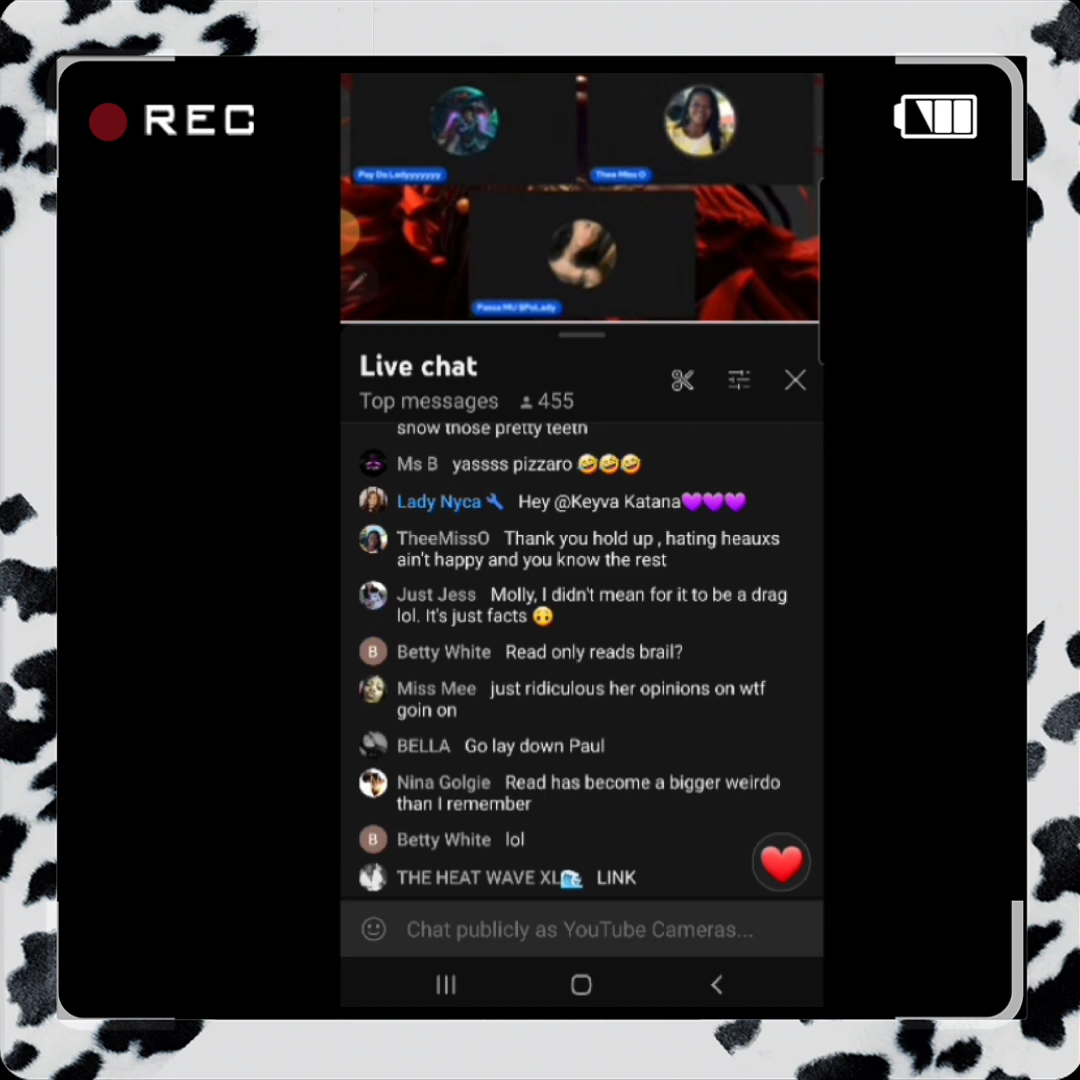 REC
Pay Da Ladyyyyyyy
Thee Miss O
Live chat
Top messages 455
show those pretty teeth
Ms B yassss pizzaro 🤣🤣🤣
Lady Nyca Hey @Keyva Katana💜💜💜
TheeMissO Thank you hold up , hating heauxs
ain't happy and you know the rest
Just Jess Molly, I didn't mean for it to be a drag
lol. It's just facts 🙃
B Betty White Read only reads brail?
Miss Mee just ridiculous her opinions on wtf
goin on
BELLA Go lay down Paul
Nina Golgie Read has become a bigger weirdo
than I remember
B Betty White lol
THE HEAT WAVE XL🌊 LINK
Chat publicly as YouTube Cameras...